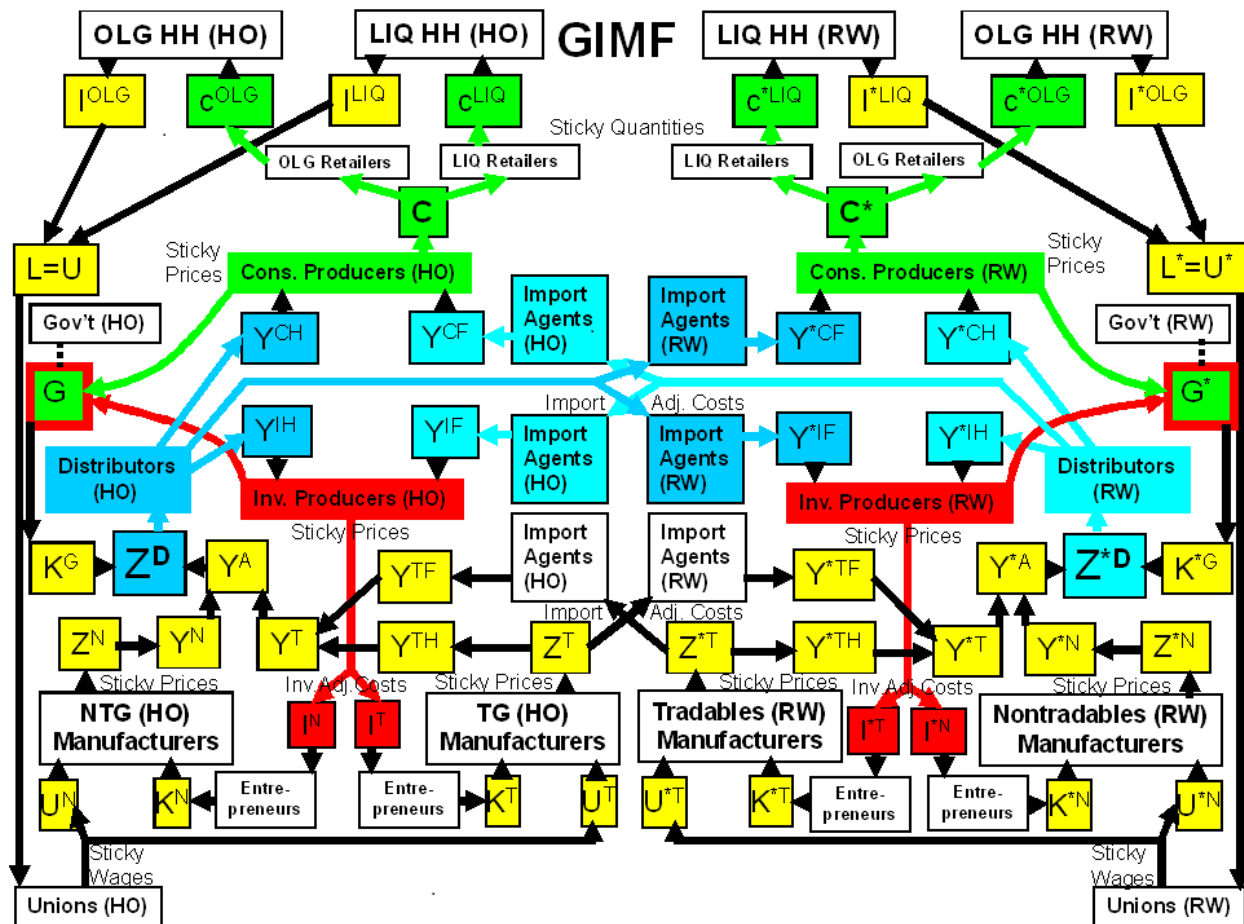 OLG HH (HO)
LIQ HH (HO)
GIMF
LIQ HH (RW)
OLG HH (RW)
l^OLG
c^OLG
l^LIQ
c^LIQ
c*^LIQ
l*^LIQ
c*^OLG
l*^OLG
Sticky Quantities
OLG Retailers
LIQ Retailers
LIQ Retailers
OLG Retailers
C
C*
Sticky
Prices
Sticky
Prices
L=U
Cons. Producers (HO)
Cons. Producers (RW)
L*=U*
Gov't (HO)
Gov't (RW)
Y^CH
Y^CF
Import
Agents
(HO)
Import
Agents
(RW)
Y*^CF
Y*^CH
G
G*
Import
Adj. Costs
Y^IH
Y^IF
Import
Agents
(HO)
Import
Agents
(RW)
Y*^IF
Y*^IH
Distributors
(HO)
Distributors
(RW)
Inv. Producers (HO)
Inv. Producers (RW)
Sticky Prices
Sticky Prices
K^G
Z^D
Y^A
Y^TF
Import
Agents
(HO)
Import
Agents
(RW)
Y*^TF
Y*^A
Z*^D
K*^G
Import
Adj. Costs
Z^N
Y^N
Y^T
Y^TH
Z^T
Z*^T
Y*^TH
Y*^T
Y*^N
Z*^N
Sticky Prices
Inv.Adj.Costs
Sticky Prices
Sticky Prices
Inv.Adj.Costs
Sticky Prices
NTG (HO)
Manufacturers
I^N
I^T
TG (HO)
Manufacturers
Tradables (RW)
Manufacturers
I*^T
I*^N
Nontradables (RW)
Manufacturers
U^N
K^N
Entre-
preneurs
Entre-
preneurs
K^T
U^T
U*^T
K*^T
Entre-
preneurs
Entre-
preneurs
K*^N
U*^N
Sticky
Wages
Sticky
Wages
Unions (HO)
Unions (RW)